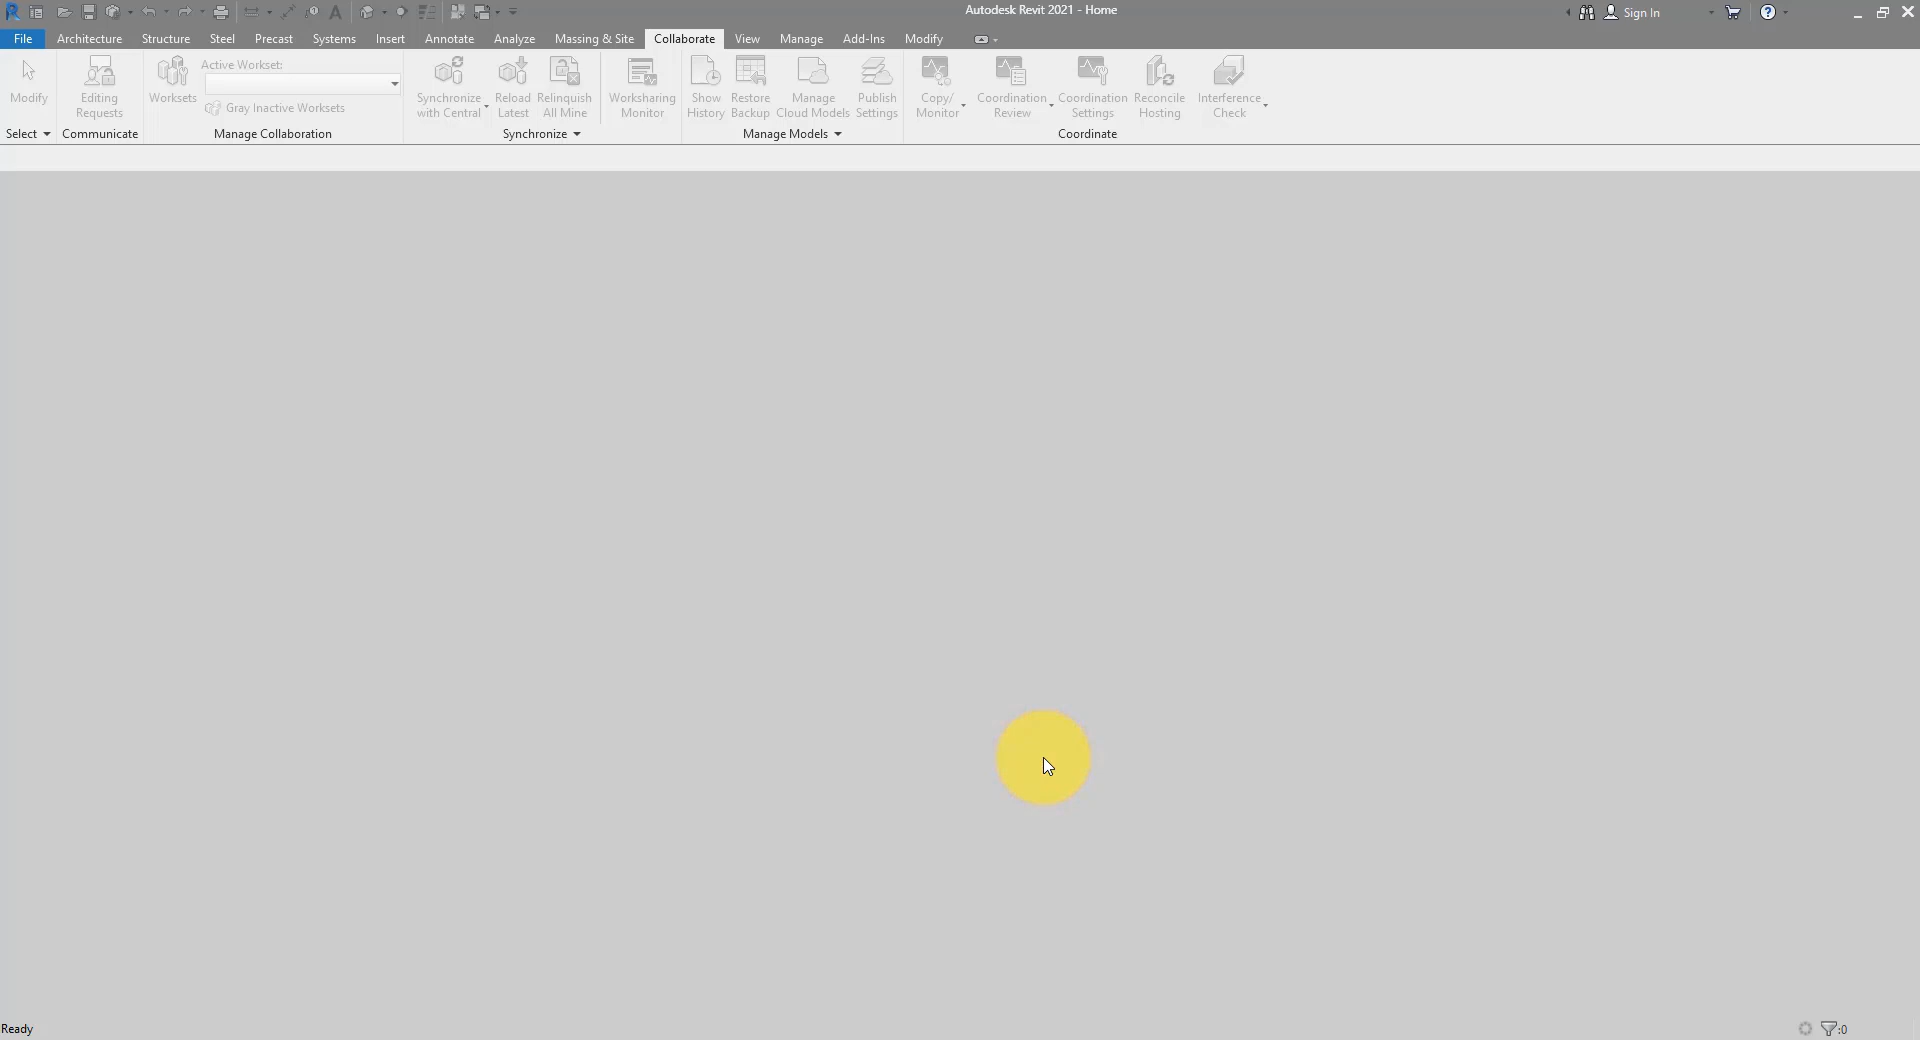 Autodesk Revit 2021 - Home
Sign In
File Architecture Structure Steel Precast Systems Insert Annotate Analyze Massing & Site Collaborate View Manage Add-Ins Modify
Modify
Select
Editing
Requests
Communicate
Worksets
Active Workset:
Gray Inactive Worksets
Manage Collaboration
Synchronize
with Central
Reload
Latest
Relinquish
All Mine
Synchronize
Worksharing
Monitor
Show
History
Restore
Backup
Manage
Cloud Models
Publish
Settings
Manage Models
Copy/
Monitor
Coordination
Review
Coordination
Settings
Reconcile
Hosting
Interference
Check
Coordinate
Ready
:0